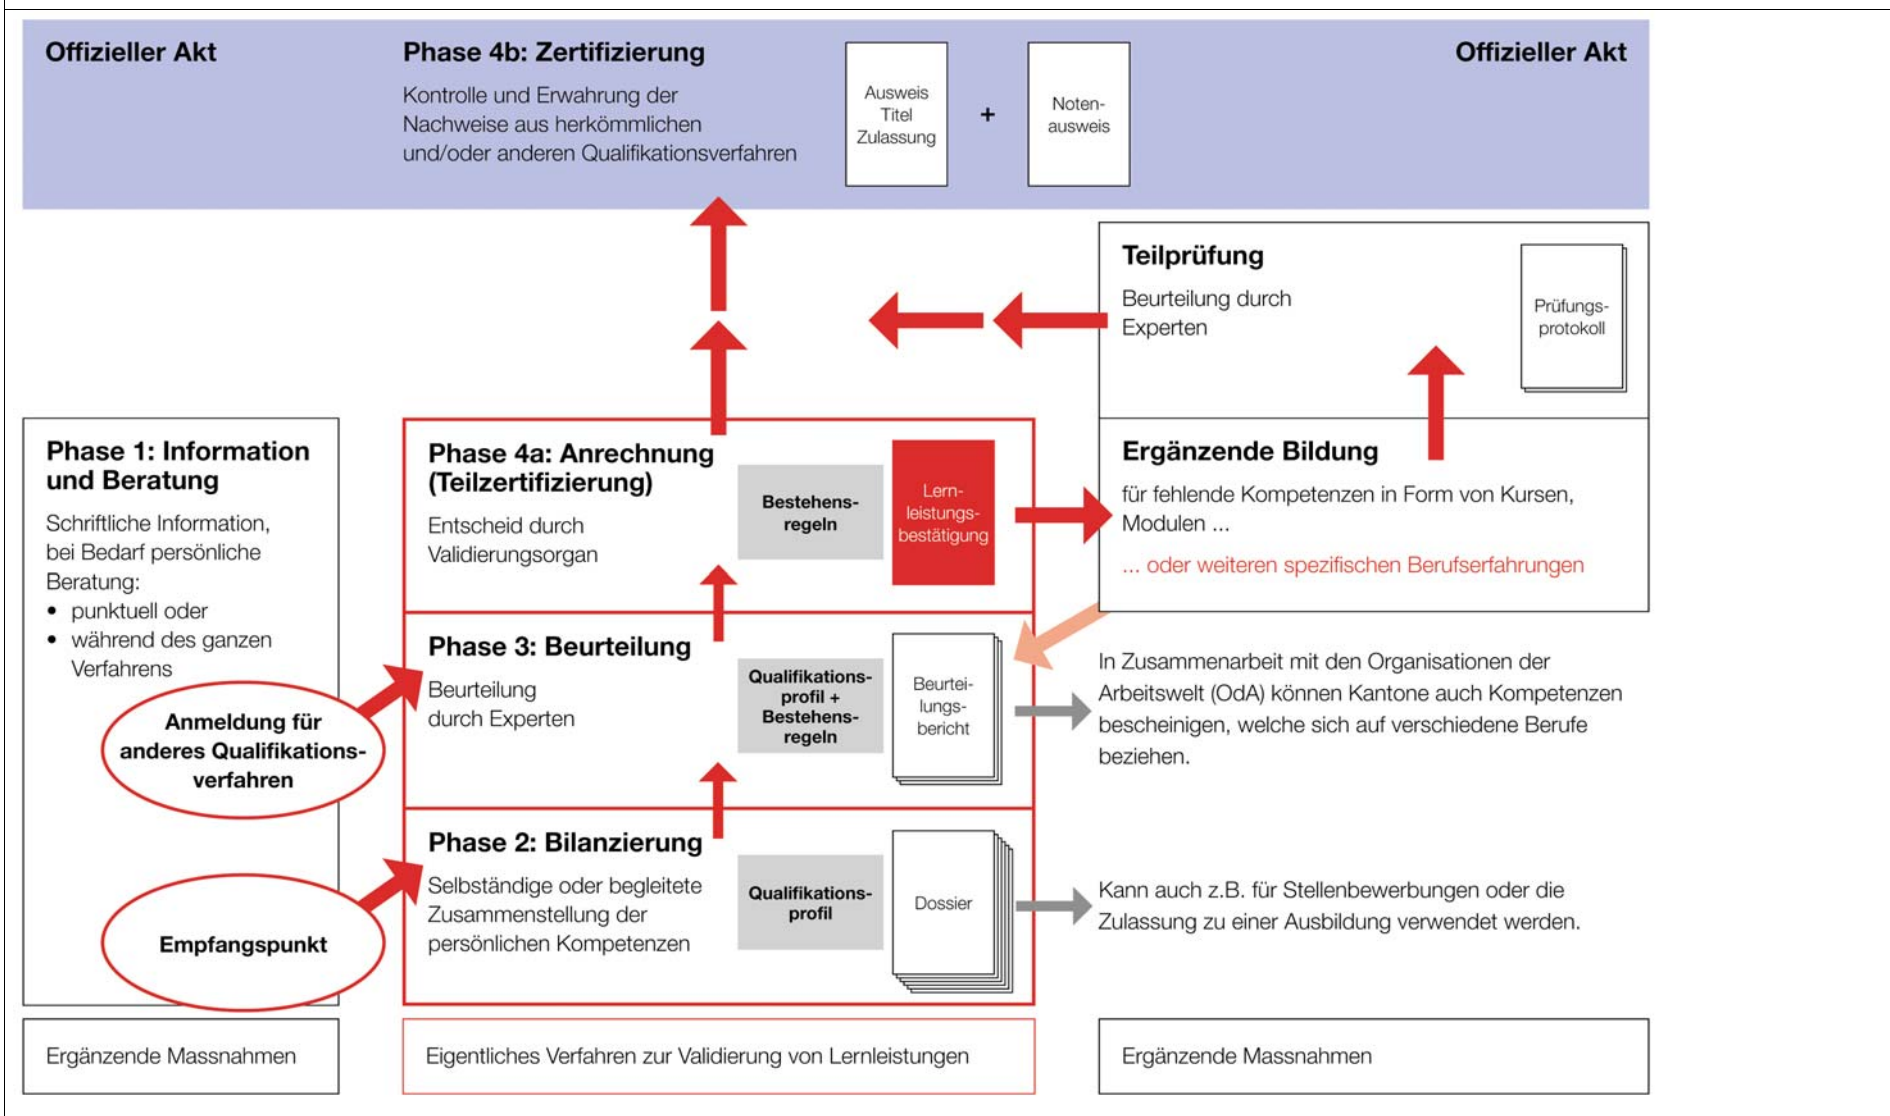 Offizieller Akt
Phase 4b: Zertifizierung
Kontrolle und Erwahrung der
Nachweise aus herkömmlichen
und/oder anderen Qualifikationsverfahren
Ausweis
Titel
Zulassung
+
Noten-
ausweis
Offizieller Akt
Teilprüfung
Beurteilung durch
Experten
Prüfungs-
protokoll
Phase 1: Information
und Beratung
Schriftliche Information,
bei Bedarf persönliche
Beratung:
• punktuell oder
• während des ganzen
Verfahrens
Anmeldung für
anderes Qualifikations-
verfahren
Empfangspunkt
Phase 4a: Anrechnung
(Teilzertifizierung)
Entscheid durch
Validierungsorgan
Bestehens-
regeln
Lern-
leistungs-
bestätigung
Ergänzende Bildung
für fehlende Kompetenzen in Form von Kursen,
Modulen ...
... oder weiteren spezifischen Berufserfahrungen
Phase 3: Beurteilung
Beurteilung
durch Experten
Qualifikations-
profil +
Bestehens-
regeln
Beurtei-
lungs-
bericht
In Zusammenarbeit mit den Organisationen der
Arbeitswelt (OdA) können Kantone auch Kompetenzen
bescheinigen, welche sich auf verschiedene Berufe
beziehen.
Phase 2: Bilanzierung
Selbständige oder begleitete
Zusammenstellung der
persönlichen Kompetenzen
Qualifikations-
profil
Dossier
Kann auch z.B. für Stellenbewerbungen oder die
Zulassung zu einer Ausbildung verwendet werden.
Ergänzende Massnahmen
Eigentliches Verfahren zur Validierung von Lernleistungen
Ergänzende Massnahmen